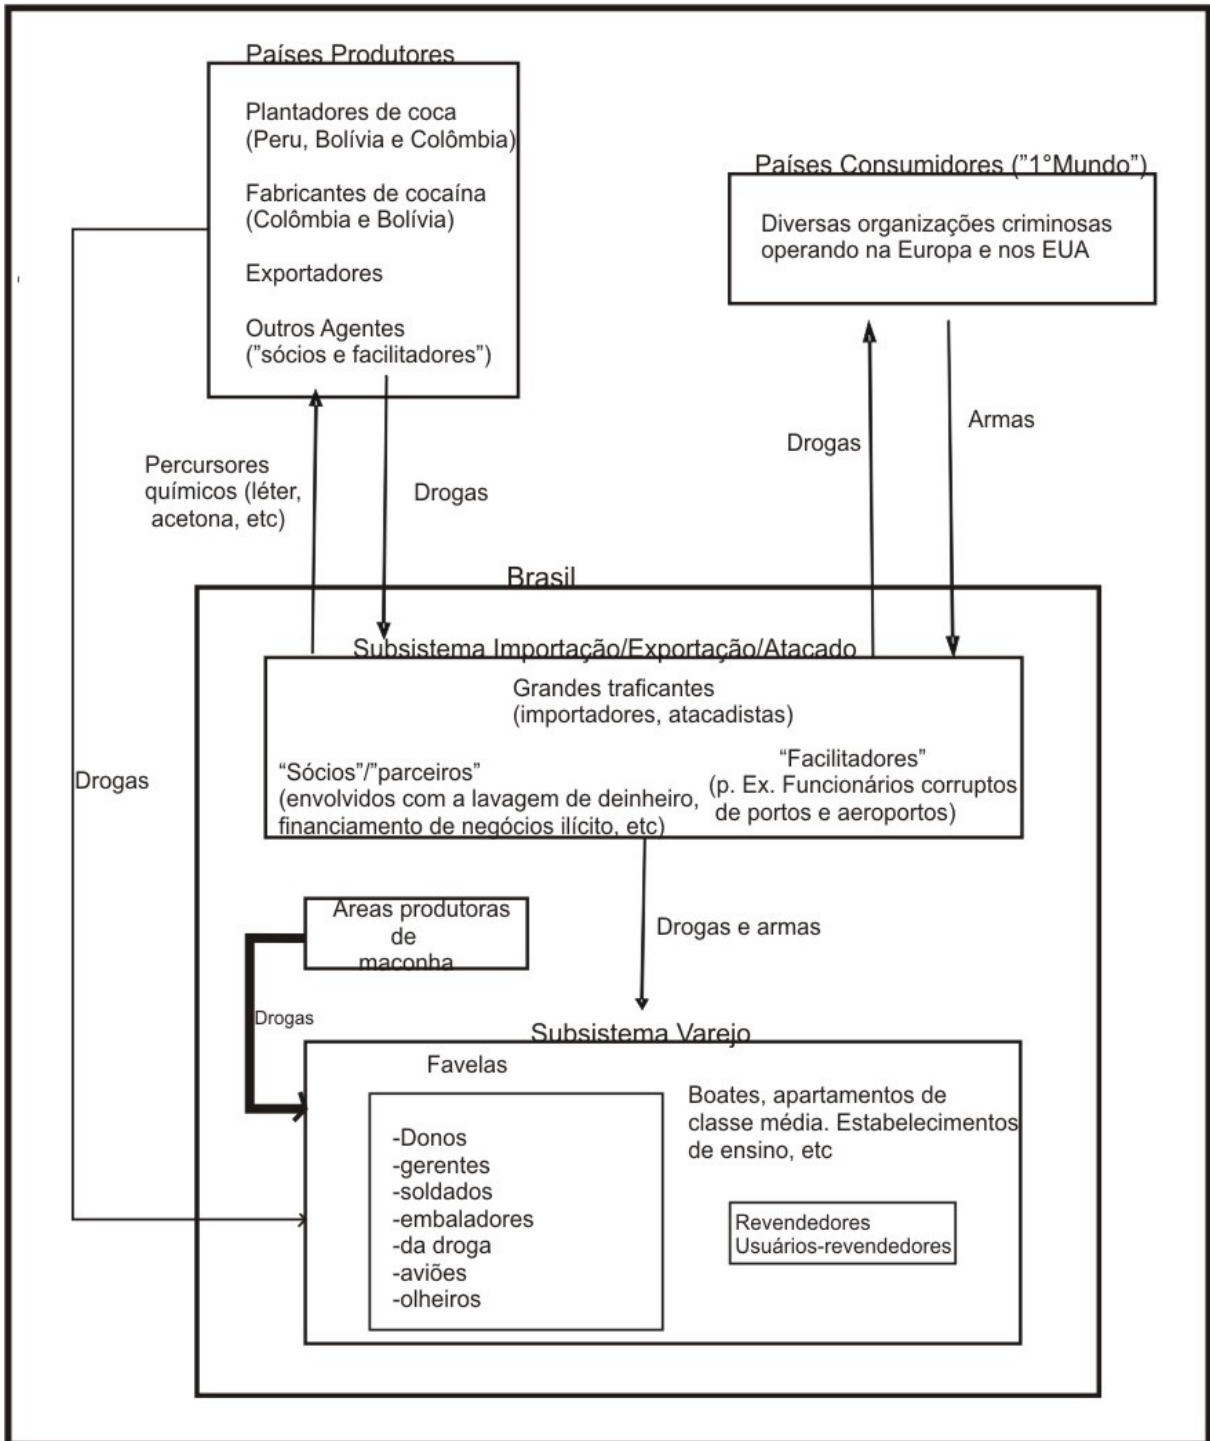 Países Produtores
Plantadores de coca
(Peru, Bolívia e Colômbia)
Fabricantes de cocaína
(Colômbia e Bolívia)
Exportadores
Outros Agentes
("sócios e facilitadores")
Países Consumidores ("1°Mundo")
Diversas organizações criminosas
operando na Europa e nos EUA
Percursores
químicos (léter,
acetona, etc)
Drogas
Drogas
Armas
Brasil
Subsistema Importação/Exportação/Atacado
Grandes traficantes
(importadores, atacadistas)
"Sócios"/"parceiros"
(envolvidos com a lavagem de deinheiro,
financiamento de negócios ilícito, etc)
"Facilitadores"
(p. Ex. Funcionários corruptos
de portos e aeroportos)
Drogas
Areas produtoras
de
maconha
Drogas e armas
Drogas
Subsistema Varejo
Favelas
-Donos
-gerentes
-soldados
-embaladores
-da droga
-aviões
-olheiros
Boates, apartamentos de
classe média. Estabelecimentos
de ensino, etc
Revendedores
Usuários-revendedores